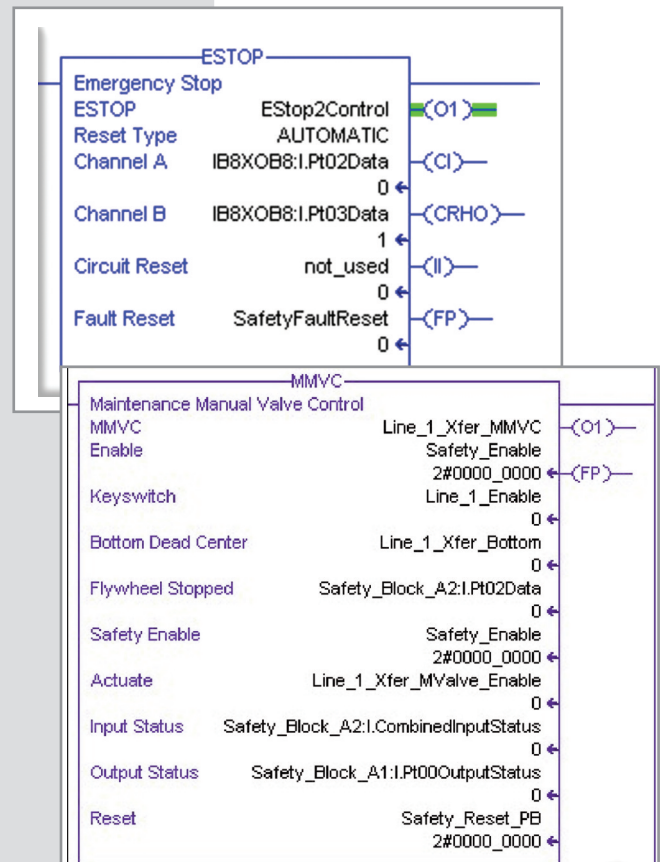 ESTOP
Emergency Stop
ESTOP EStop2Control (O1)
Reset Type AUTOMATIC
Channel A IB8XOB8:I.Pt02Data (CI)
0
Channel B IB8XOB8:I.Pt03Data (CRHO)
1
Circuit Reset not_used (II)
0
Fault Reset SafetyFaultReset (FP)
0
MMVC
Maintenance Manual Valve Control
MMVC Line_1_Xfer_MMVC (O1)
Enable Safety_Enable
2#0000_0000 (FP)
Keyswitch Line_1_Enable
0
Bottom Dead Center Line_1_Xfer_Bottom
0
Flywheel Stopped Safety_Block_A2:I.Pt02Data
0
Safety Enable Safety_Enable
2#0000_0000
Actuate Line_1_Xfer_MValve_Enable
0
Input Status Safety_Block_A2:I.CombinedInputStatus
0
Output Status Safety_Block_A1:I.Pt00OutputStatus
0
Reset Safety_Reset_PB
2#0000_0000